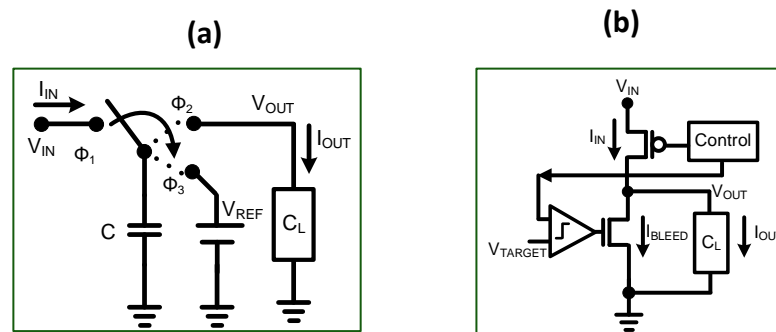 (a)
I_IN
V_IN
Φ_1
Φ_2
Φ_3
V_OUT
I_OUT
V_REF
C
C_L
(b)
V_IN
I_IN
Control
V_OUT
V_TARGET
I_BLEED
C_L
I_OU